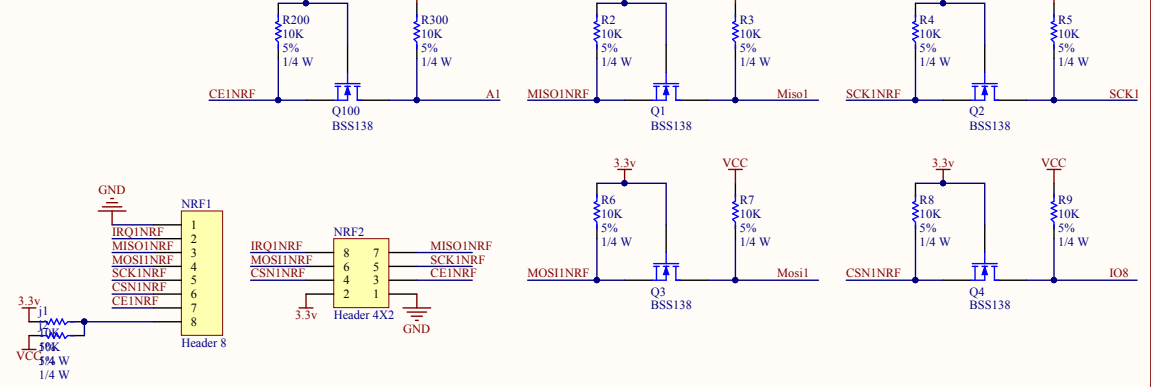 R200
10K
5%
1/4 W
R300
10K
5%
1/4 W
CE1NRF
A1
Q100
BSS138
R2
10K
5%
1/4 W
R3
10K
5%
1/4 W
MISO1NRF
Miso1
Q1
BSS138
R4
10K
5%
1/4 W
R5
10K
5%
1/4 W
SCK1NRF
SCK1
Q2
BSS138
GND
NRF1
IRQ1NRF
MISO1NRF
MOSI1NRF
SCK1NRF
CSN1NRF
CE1NRF
1
2
3
4
5
6
7
8
Header 8
3.3v
j1
VCC
1/4 W
NRF2
IRQ1NRF 8 7 MISO1NRF
MOSI1NRF 6 5 SCK1NRF
CSN1NRF 4 3 CE1NRF
2 1
3.3v
Header 4X2
GND
3.3v
VCC
R6
10K
5%
1/4 W
R7
10K
5%
1/4 W
MOSI1NRF
Mosi1
Q3
BSS138
3.3v
VCC
R8
10K
5%
1/4 W
R9
10K
5%
1/4 W
CSN1NRF
IO8
Q4
BSS138